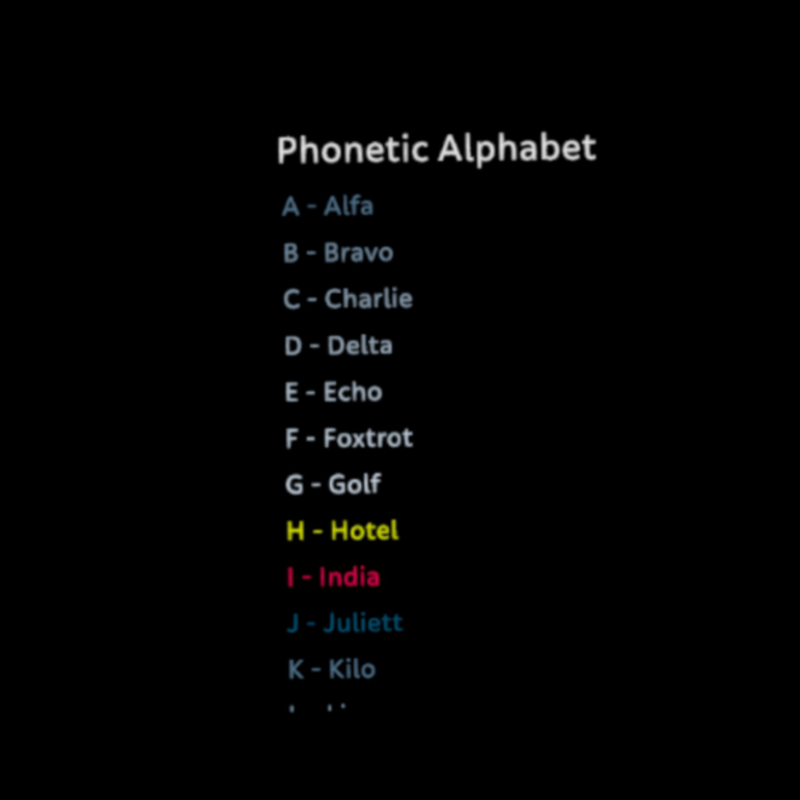 Phonetic Alphabet
A - Alfa
B - Bravo
C - Charlie
D - Delta
E - Echo
F - Foxtrot
G - Golf
H - Hotel
I - India
J - Juliett
K - Kilo